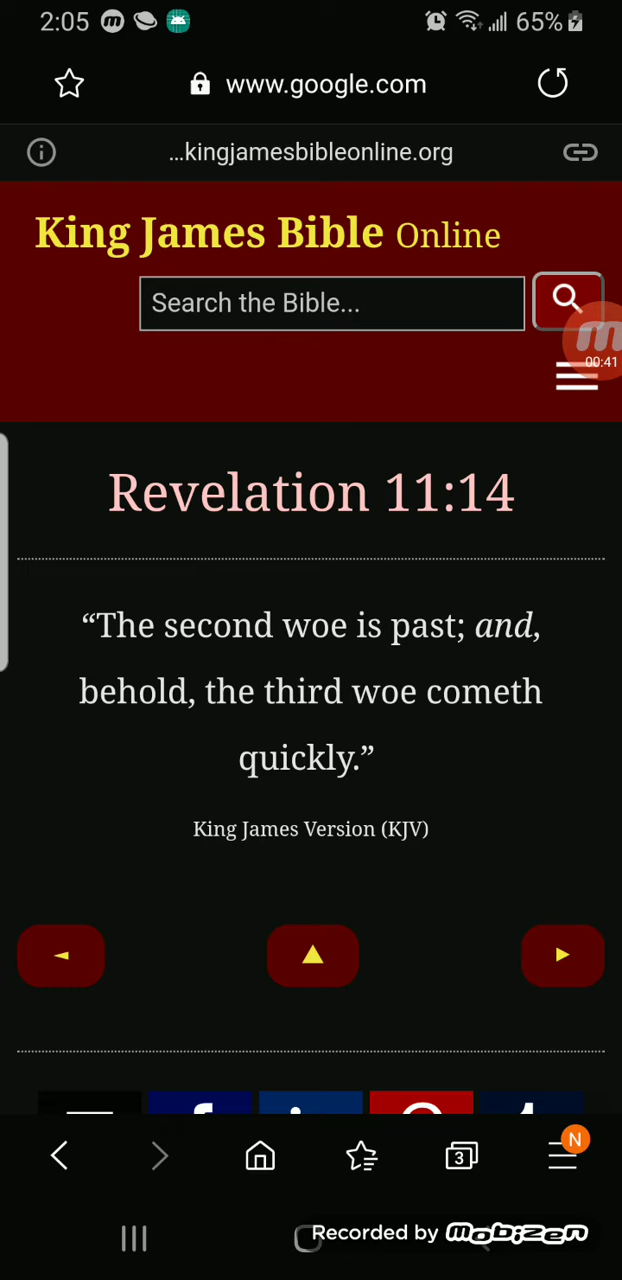 2:05 65%
www.google.com
...kingjamesbibleonline.org
King James Bible Online
Search the Bible...
00:41
Revelation 11:14
“The second woe is past; and,
behold, the third woe cometh
quickly.”
King James Version (KJV)
N
3
Recorded by mobizen